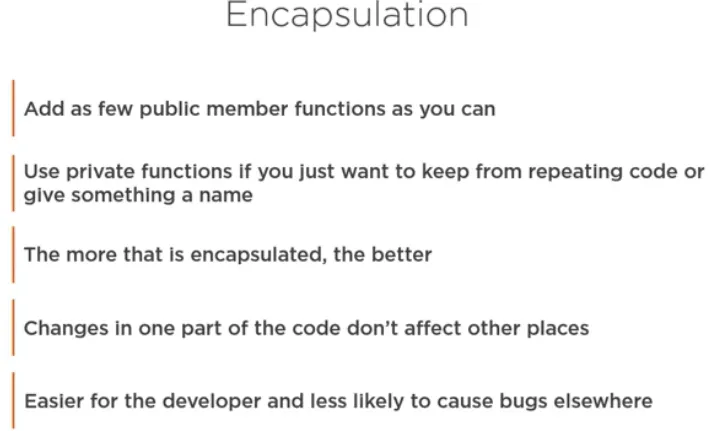 Encapsulation
Add as few public member functions as you can
Use private functions if you just want to keep from repeating code or
give something a name
The more that is encapsulated, the better
Changes in one part of the code don’t affect other places
Easier for the developer and less likely to cause bugs elsewhere